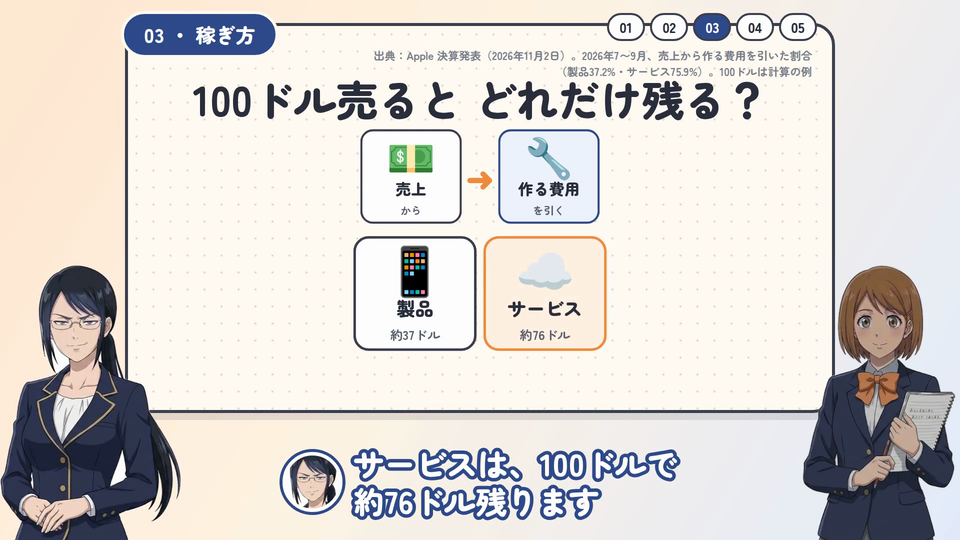 03 ・ 稼ぎ方
01 02 03 04 05
出典：Apple 決算発表（2026年11月2日）。2026年7〜9月、売上から作る費用を引いた割合
（製品37.2%・サービス75.9%）。100ドルは計算の例
100ドル売ると どれだけ残る？
売上
から
作る費用
を引く
製品
約37ドル
サービス
約76ドル
サービスは、100ドルで
約76ドル残ります